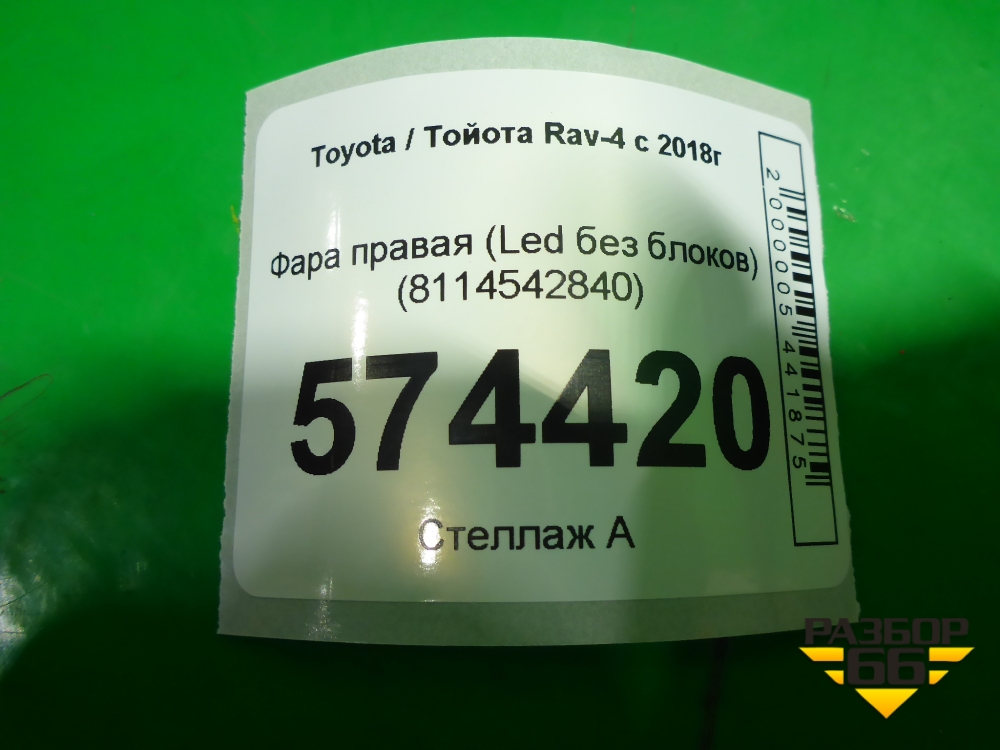 Toyota / Тойота Rav-4 с 2018г
Фара правая (Led без блоков)
(8114542840)
574420
Стеллаж А
2000005441875
РАЗБОР
66